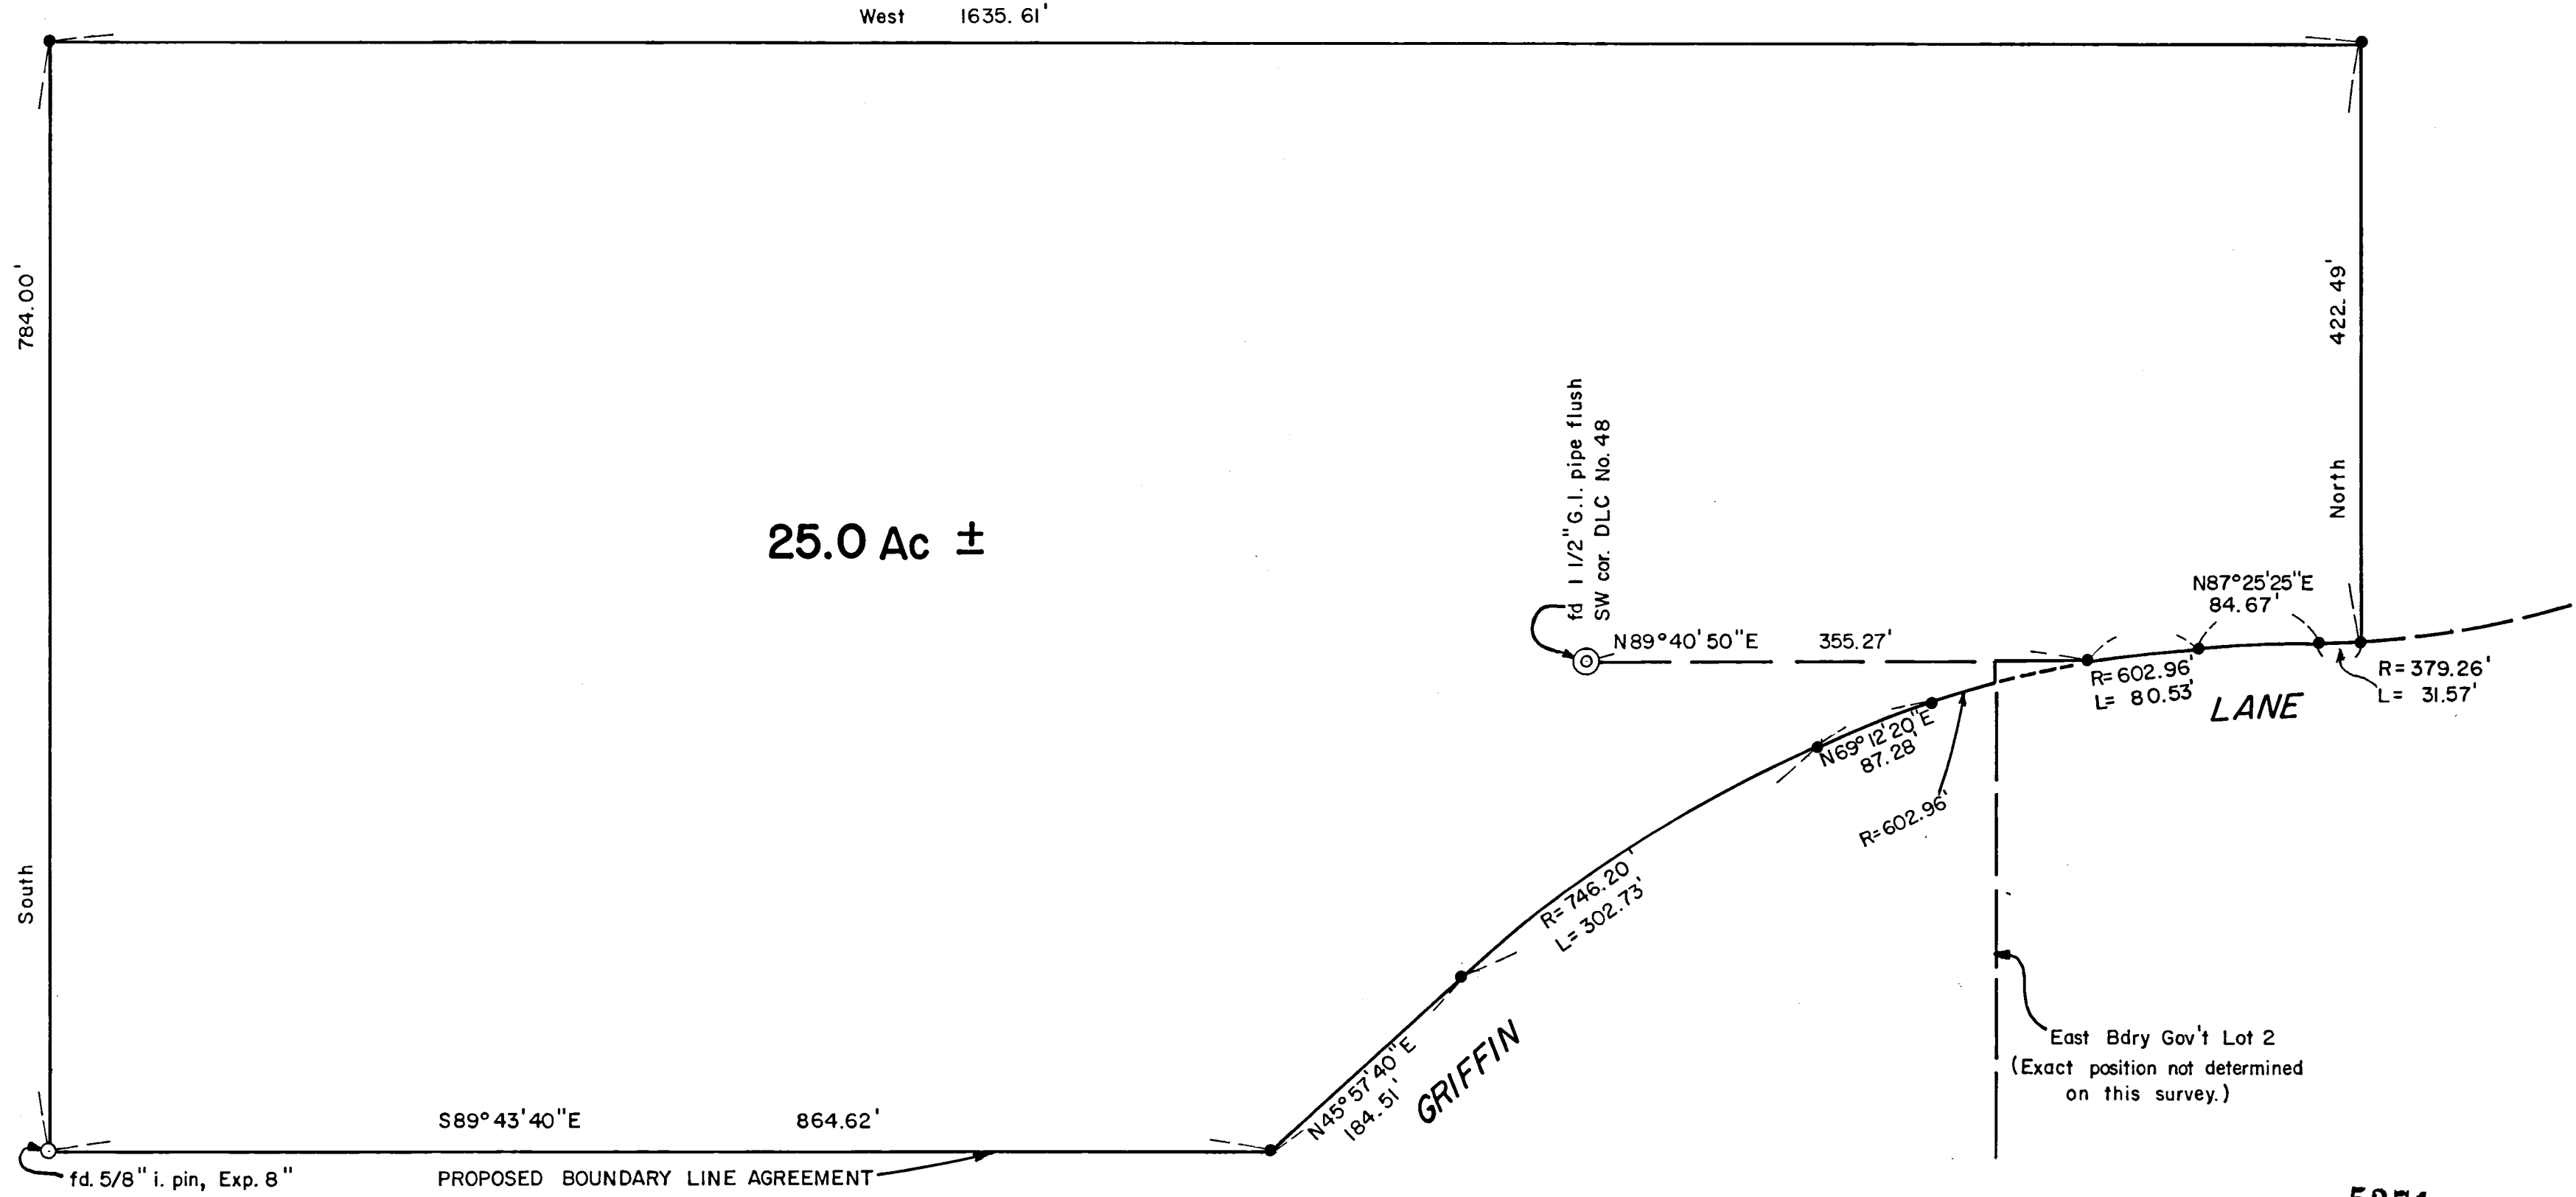 West 1635.61'
784.00'
South
422.49'
North
25.0 Ac ±
fd 1 1/2" G.I. pipe flush
SW cor. DLC No. 48
N89°40'50"E 355.27'
N87°25'25"E
84.67'
R=602.96'
L= 80.53'
R=379.26'
L= 31.57'
LANE
N69°12'20"E
87.28'
R=602.96'
R=746.20'
L=302.73'
N45°57'40"E
184.51'
GRIFFIN
East Bdry Gov't Lot 2
(Exact position not determined
on this survey.)
S89°43'40"E 864.62'
fd. 5/8" i. pin, Exp. 8"
PROPOSED BOUNDARY LINE AGREEMENT